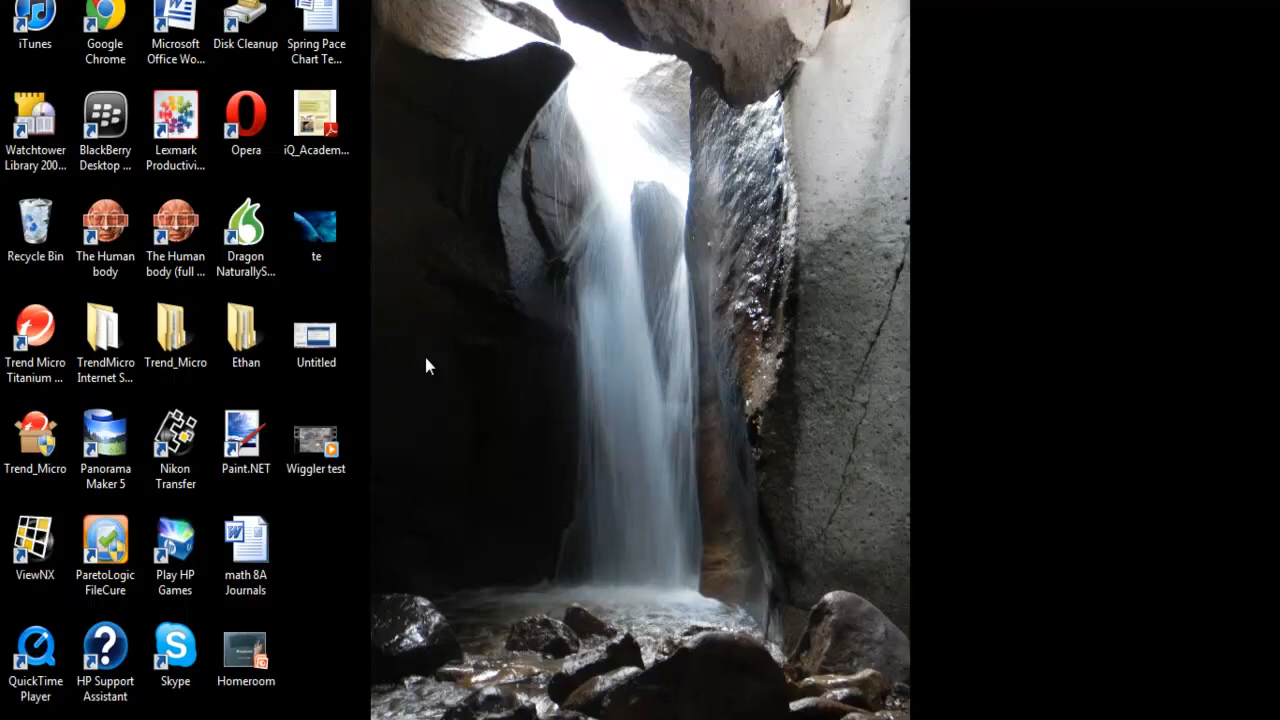 iTunes
Google
Chrome
Microsoft
Office Wo...
Disk Cleanup
Spring Pace
Chart Te...
Watchtower
Library 200...
BlackBerry
Desktop ...
Lexmark
Productivi...
Opera
iQ_Academ...
Recycle Bin
The Human
body
The Human
body (full ...
Dragon
NaturallyS...
te
Trend Micro
Titanium ...
TrendMicro
Internet S...
Trend_Micro
Ethan
Untitled
Trend_Micro
Panorama
Maker 5
Nikon
Transfer
Paint.NET
Wiggler test
ViewNX
ParetoLogic
FileCure
Play HP
Games
math 8A
Journals
QuickTime
Player
HP Support
Assistant
Skype
Homeroom